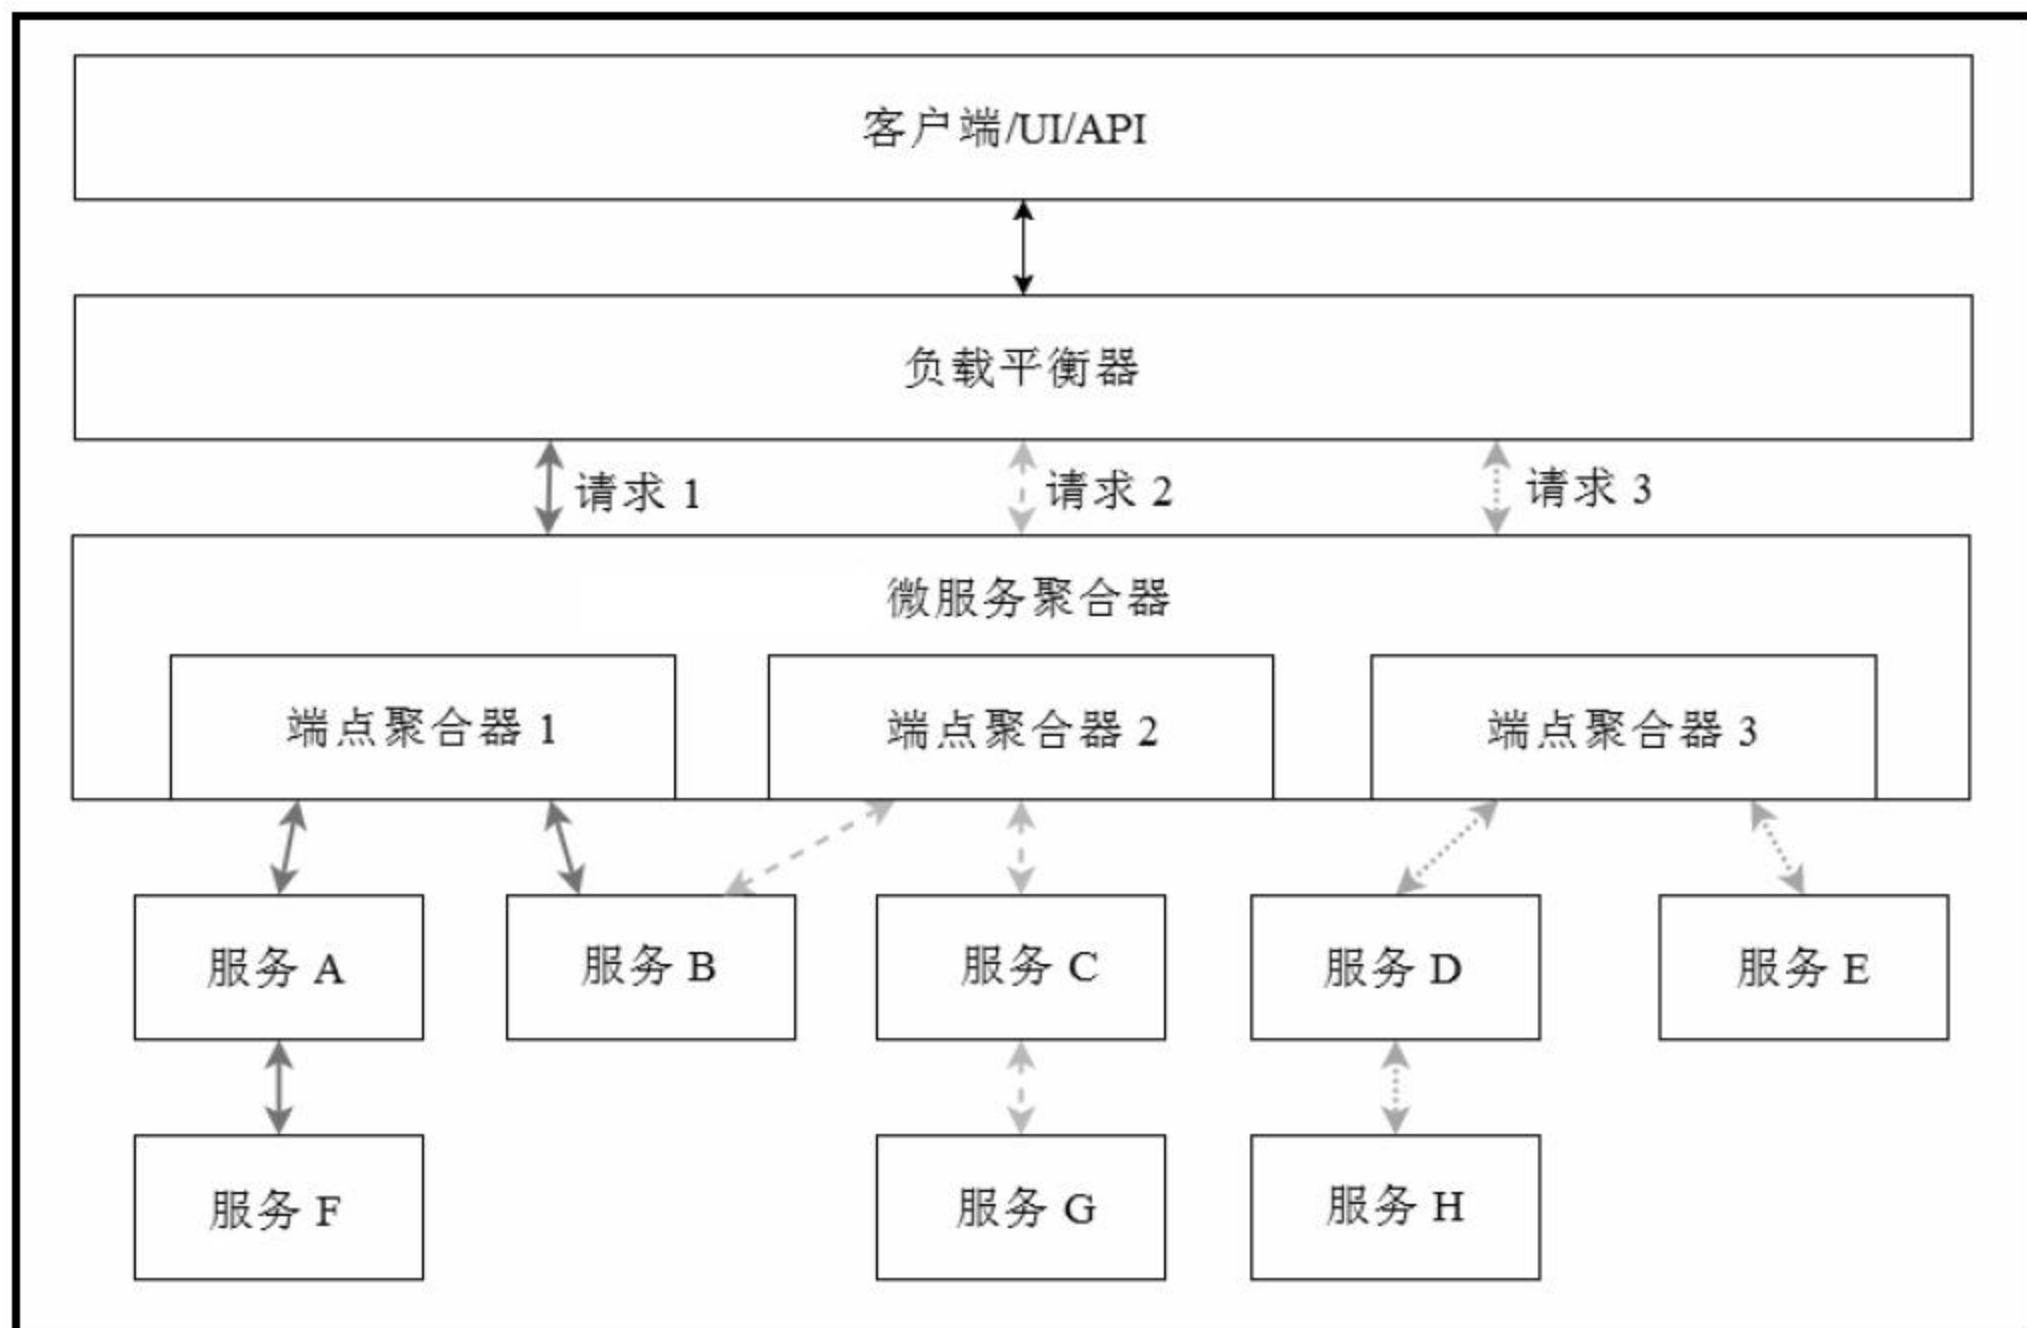 客户端/UI/API
负载平衡器
请求 1
请求 2
请求 3
微服务聚合器
端点聚合器 1
端点聚合器 2
端点聚合器 3
服务 A
服务 B
服务 C
服务 D
服务 E
服务 F
服务 G
服务 H